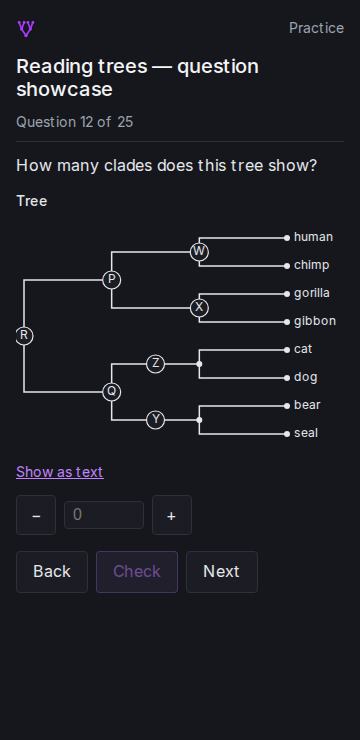 Practice
Reading trees — question
showcase
Question 12 of 25
How many clades does this tree show?
Tree
human
W
chimp
P
gorilla
X
gibbon
R
cat
Z
dog
Q
bear
Y
seal
Show as text
− 0 +
Back Check Next